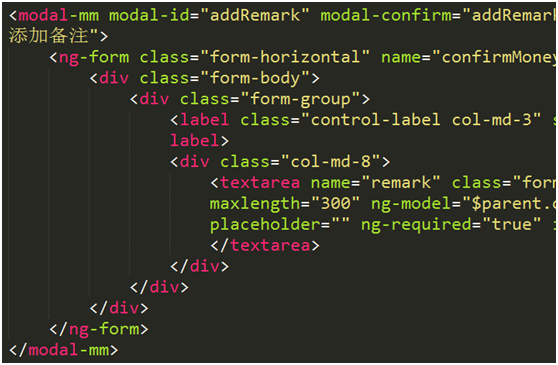 <modal-mm modal-id="addRemark" modal-confirm="addRemar
添加备注">
<ng-form class="form-horizontal" name="confirmMoney
<div class="form-body">
<div class="form-group">
<label class="control-label col-md-3" s
label>
<div class="col-md-8">
<textarea name="remark" class="for
maxlength="300" ng-model="$parent.
placeholder="" ng-required="true" i
</textarea>
</div>
</div>
</div>
</ng-form>
</modal-mm>